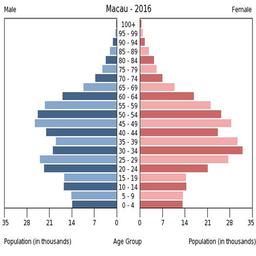 Male Macau - 2016 Female
100+
95 - 99
90 - 94
85 - 89
80 - 84
75 - 79
70 - 74
65 - 69
60 - 64
55 - 59
50 - 54
45 - 49
40 - 44
35 - 39
30 - 34
25 - 29
20 - 24
15 - 19
10 - 14
5 - 9
0 - 4
35 28 21 14 7 0 0 7 14 21 28 35
Population (in thousands) Age Group Population (in thousands)